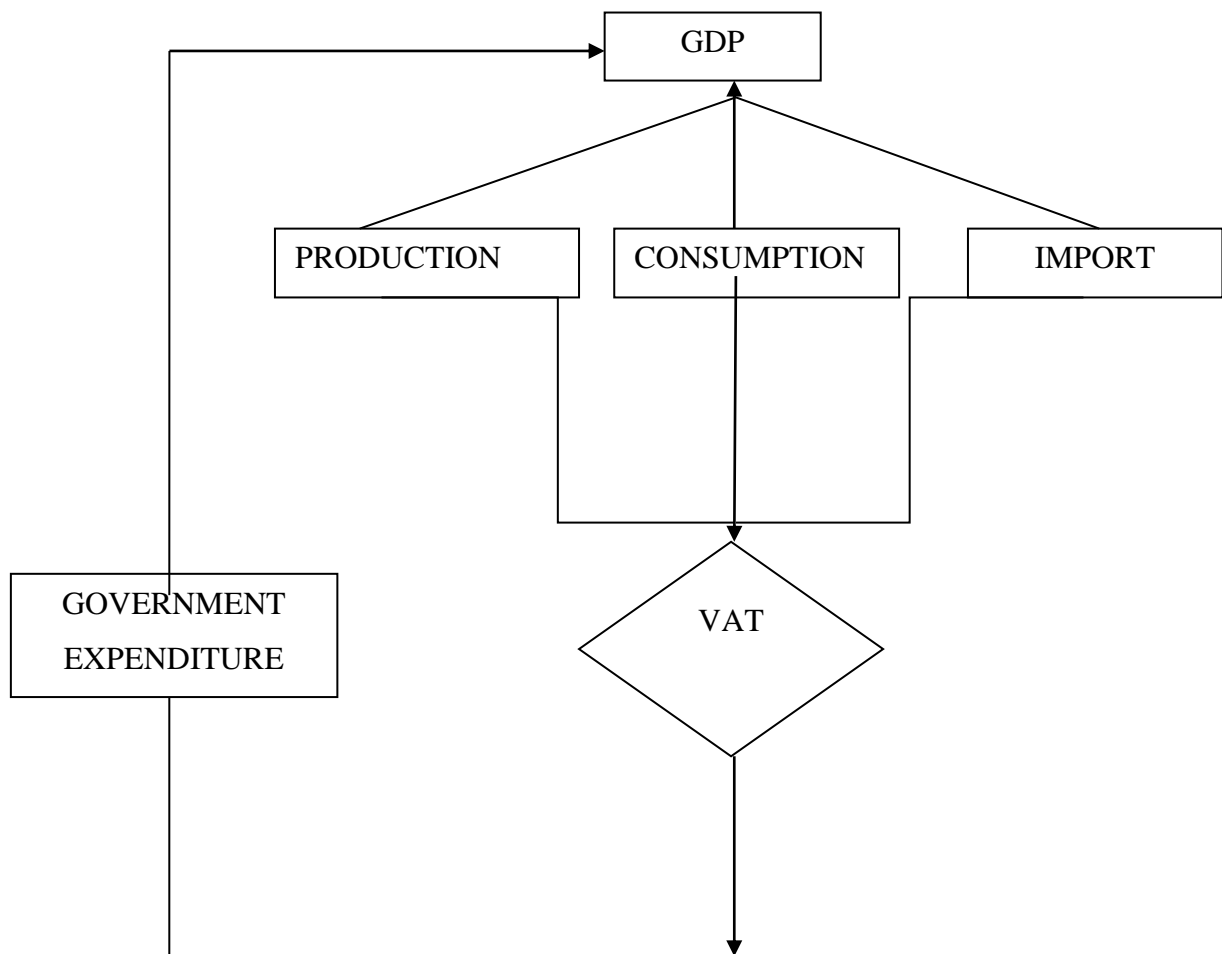 GDP
PRODUCTION
CONSUMPTION
IMPORT
GOVERNMENT
EXPENDITURE
VAT